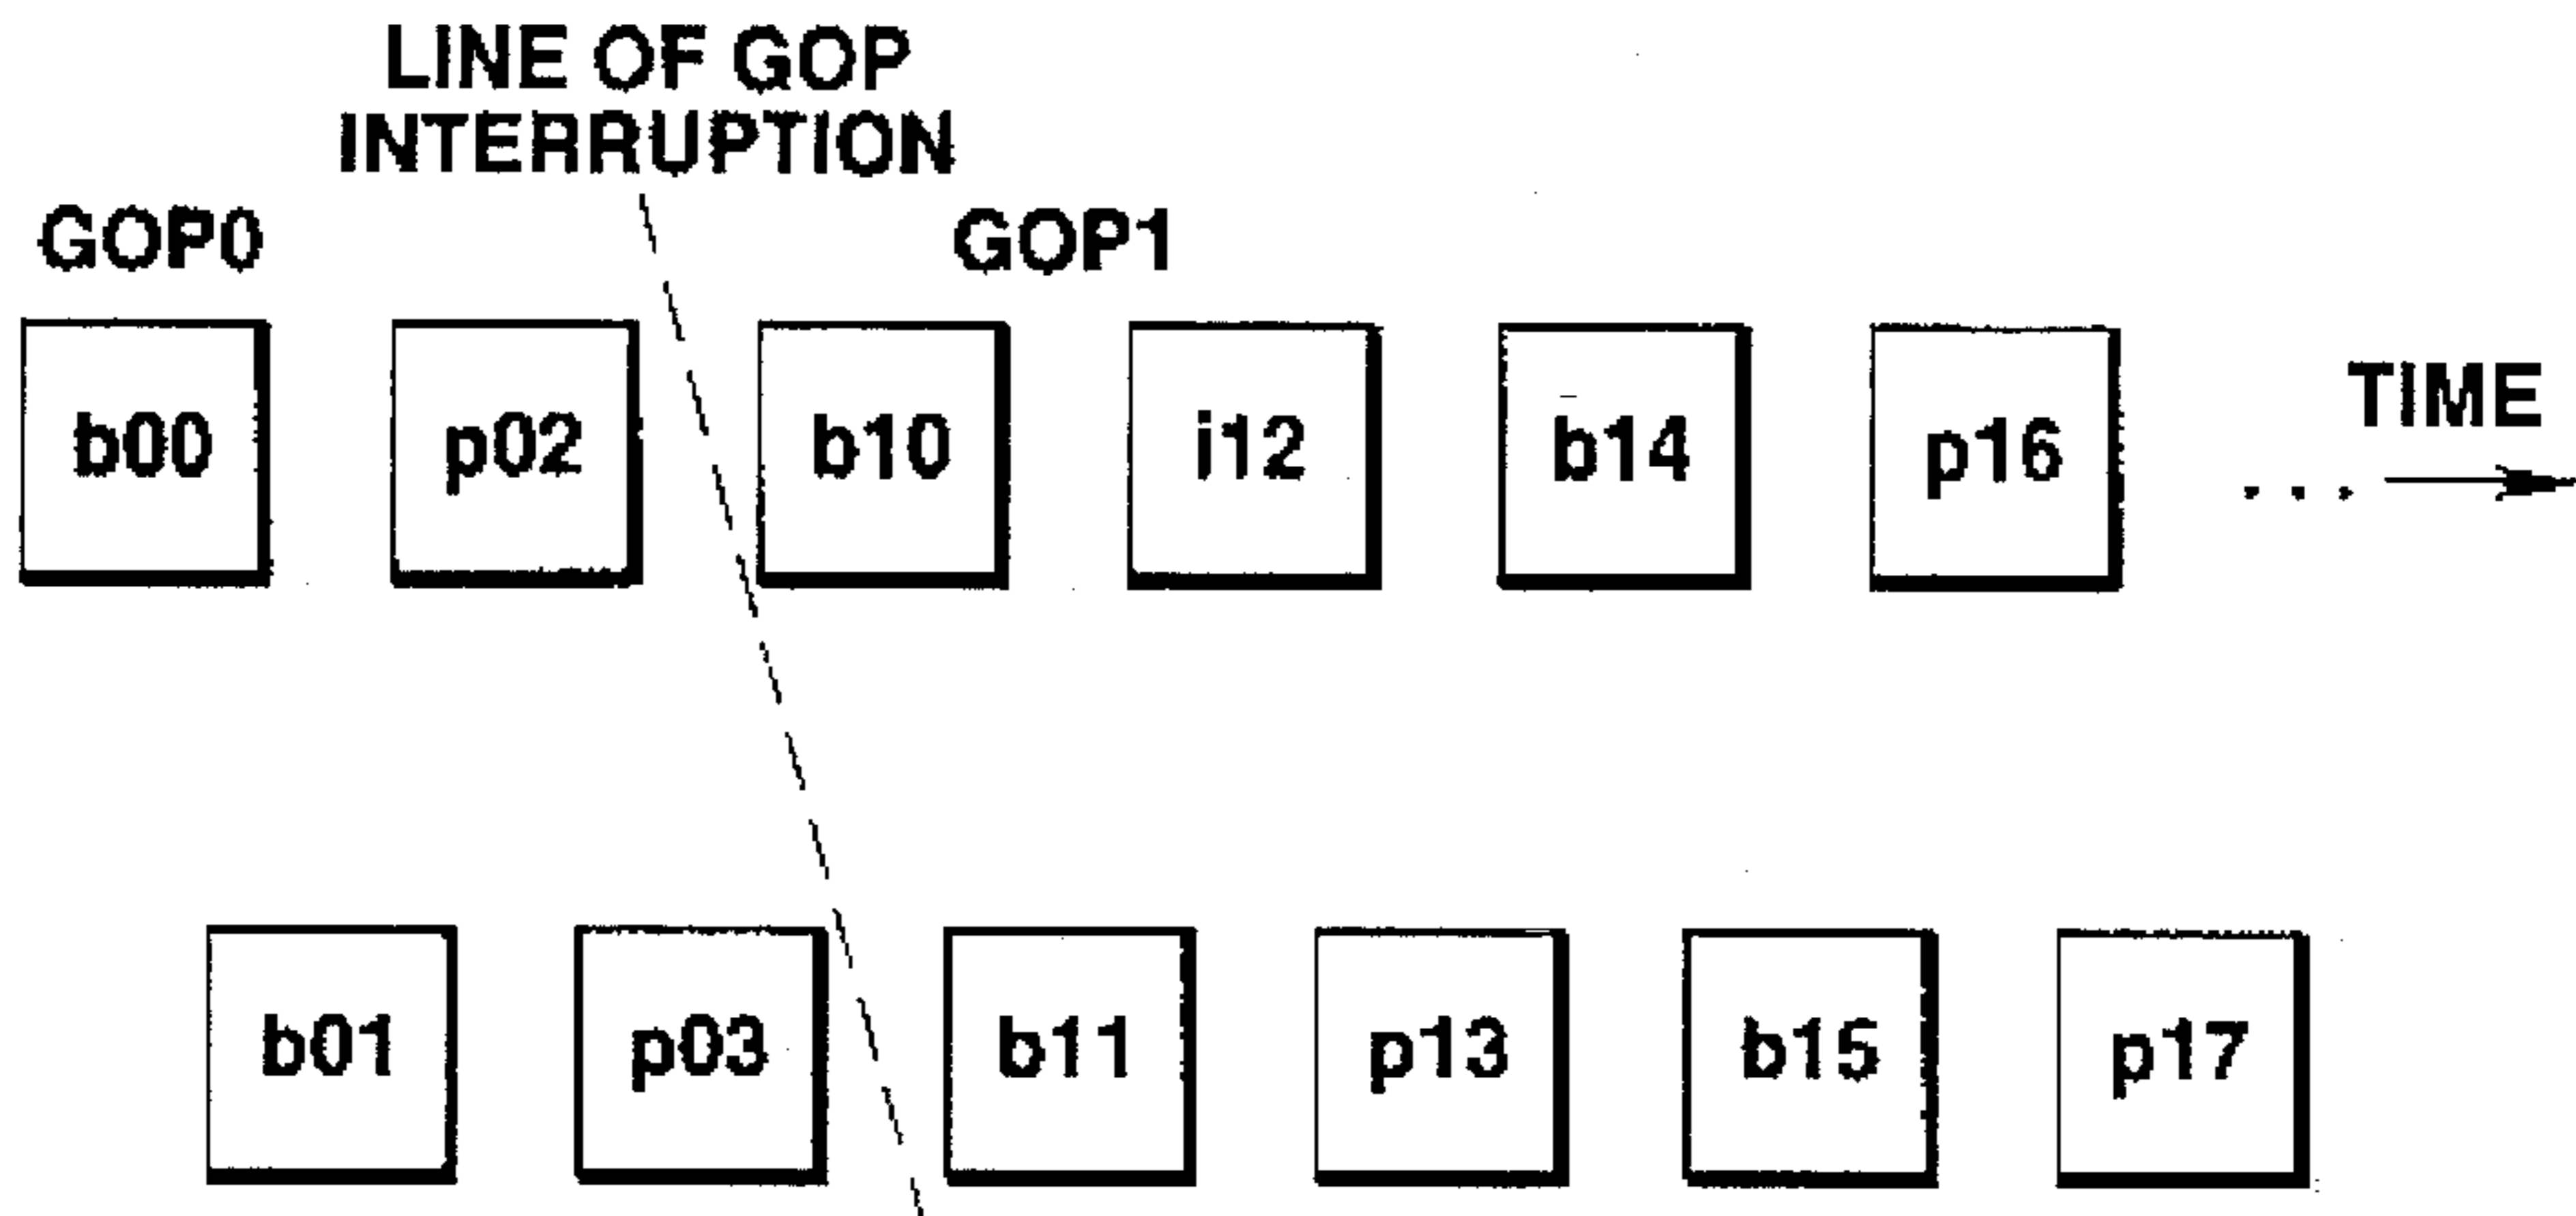 LINE OF GOP
INTERRUPTION
GOP0
GOP1
b00
p02
b10
i12
b14
p16
TIME
...
b01
p03
b11
p13
b15
p17